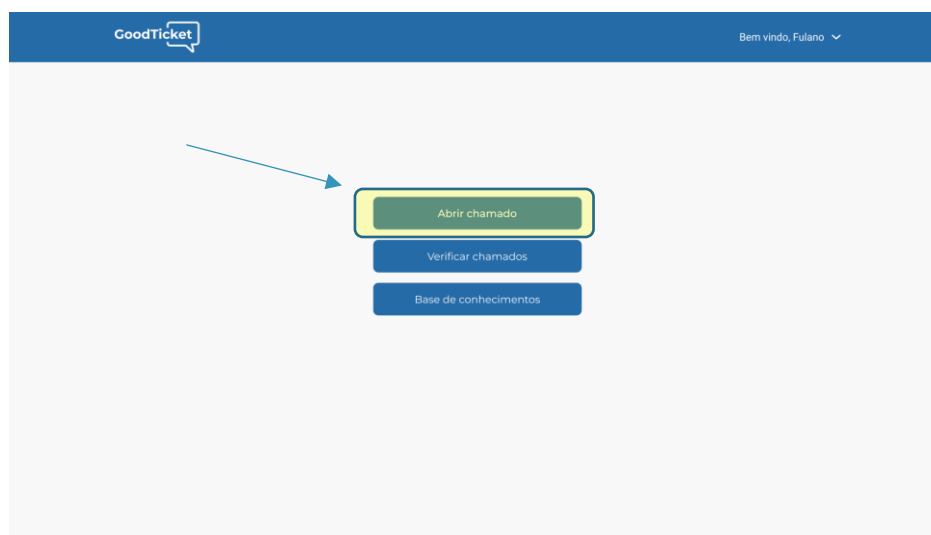 GoodTicket
Bem vindo, Fulano
Abrir chamado
Verificar chamados
Base de conhecimentos